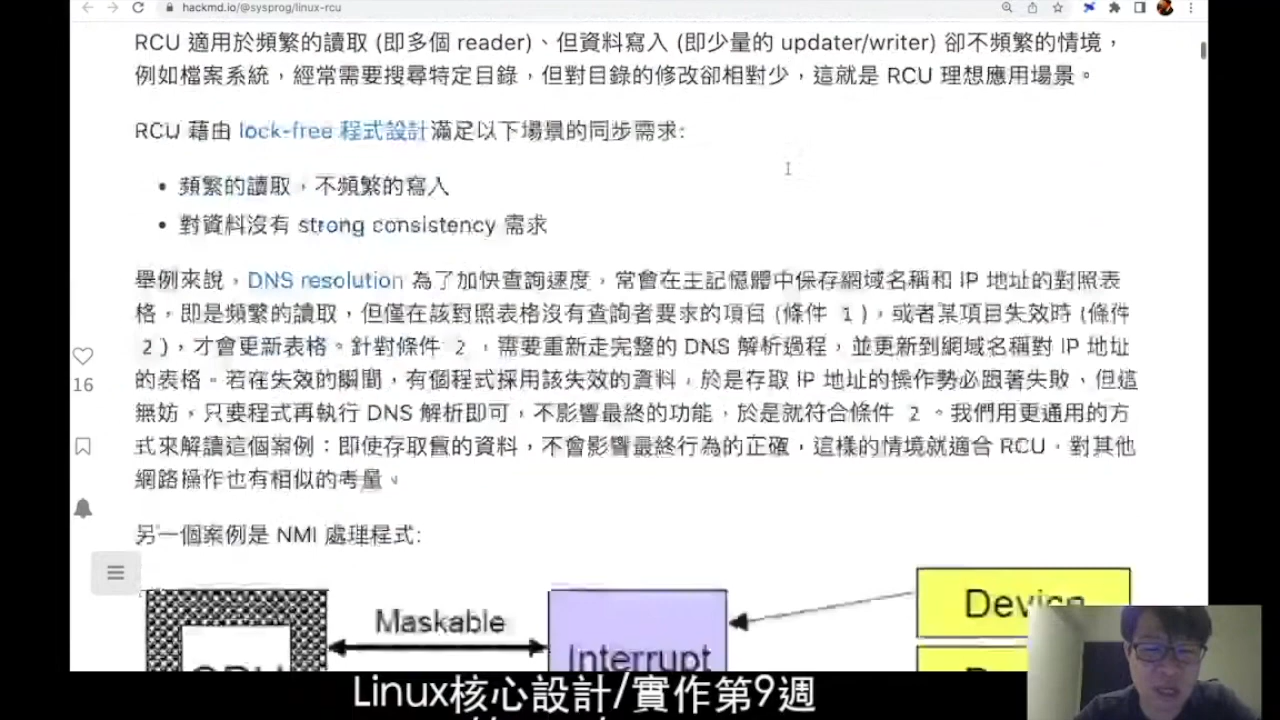 hackmd.io/@sysprog/linux-rcu
RCU 適用於頻繁的讀取 (即多個 reader)、但資料寫入 (即少量的 updater/writer) 卻不頻繁的情境，
例如檔案系統，經常需要搜尋特定目錄，但對目錄的修改卻相對少，這就是 RCU 理想應用場景。
RCU 藉由 lock-free 程式設計滿足以下場景的同步需求:
• 頻繁的讀取，不頻繁的寫入
• 對資料沒有 strong consistency 需求
舉例來說，DNS resolution 為了加快查詢速度，常會在主記憶體中保存網域名稱和 IP 地址的對照表
格，即是頻繁的讀取，但僅在該對照表格沒有查詢者要求的項目 (條件 1)，或者某項目失效時 (條件
2)，才會更新表格。針對條件 2 ，需要重新走完整的 DNS 解析過程，並更新到網域名稱對 IP 地址
的表格。若在失效的瞬間，有個程式採用該失效的資料，於是存取 IP 地址的操作勢必跟著失敗，但這
無妨，只要程式再執行 DNS 解析即可，不影響最終的功能，於是就符合條件 2 。我們用更通用的方
式來解讀這個案例：即使存取舊的資料，不會影響最終行為的正確，這樣的情境就適合 RCU．對其他
網路操作也有相似的考量。
16
另一個案例是 NMI 處理程式:
Device
Maskable
Interrupt
CPU
Linux核心設計/實作第9週